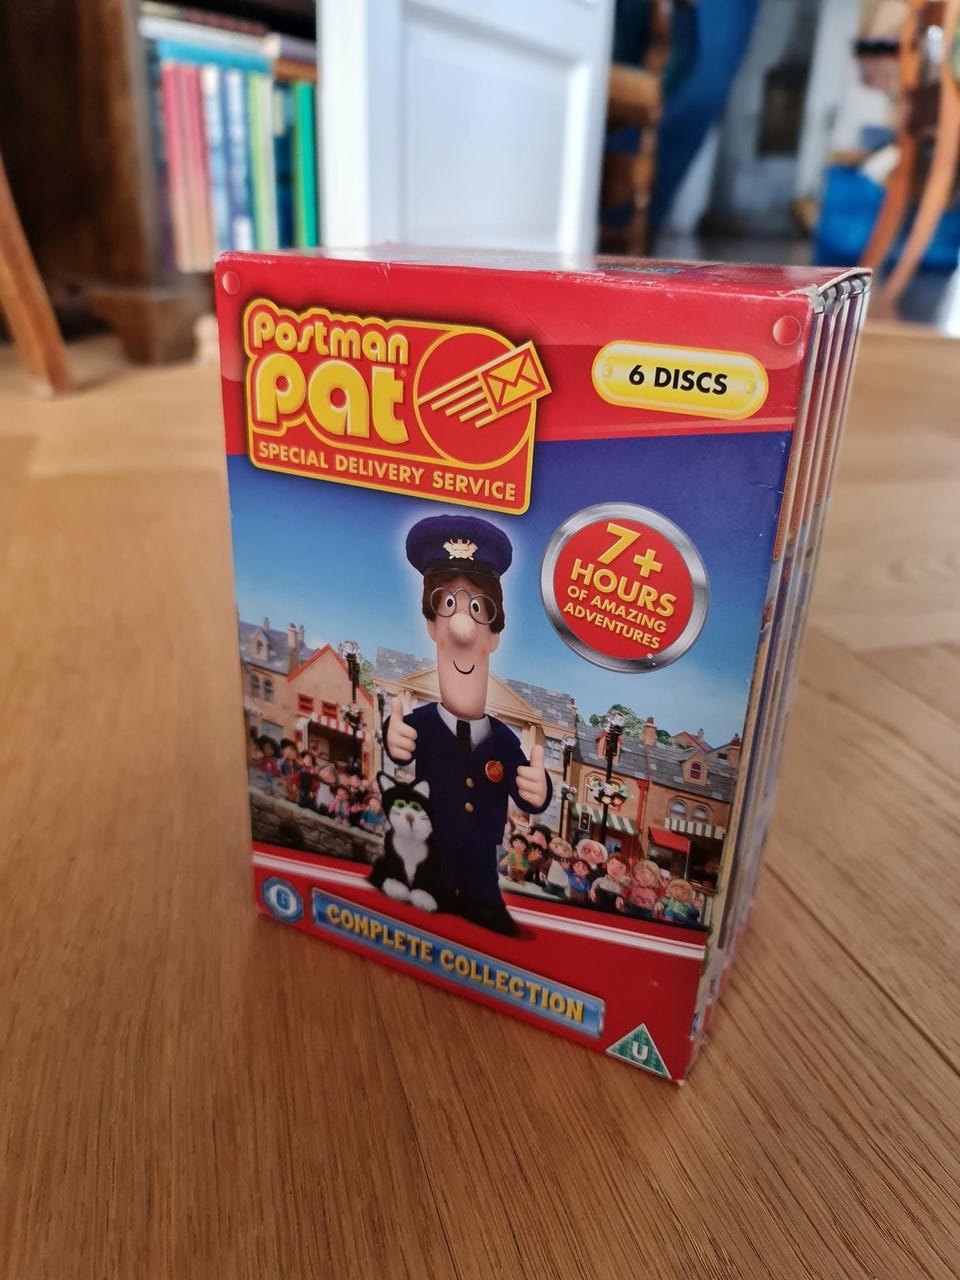 Postman
Pat®
SPECIAL DELIVERY SERVICE
6 DISCS
7+
HOURS
OF AMAZING
ADVENTURES
COMPLETE COLLECTION
U